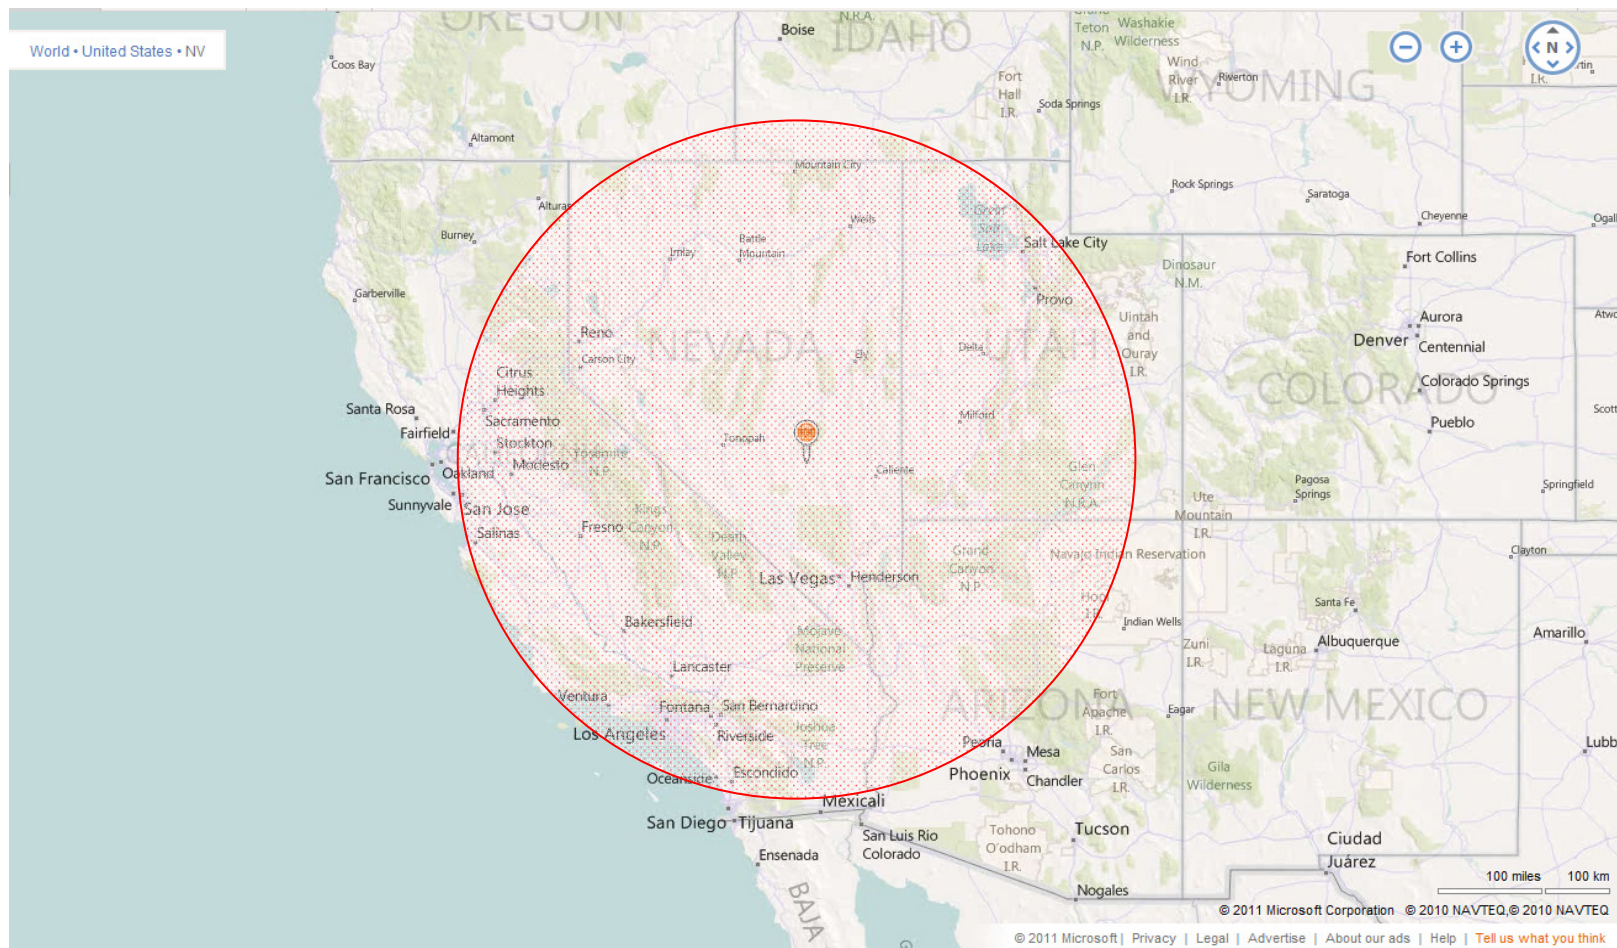 OREGON
IDAHO
N.R.A.
Boise
Teton
N.P.
Washakie
Wilderness
World • United States • NV
N
Coos Bay
Fort
Hall
I.R.
Wind
River
I.R.
Riverton
WYOMING
I.R.
Soda Springs
Altamont
Mountain City
Rock Springs
Saratoga
Alturas
Great
Salt
Lake
Wells
Cheyenne
Burney
Battle
Mountain
Imlay
Salt Lake City
Dinosaur
N.M.
Fort Collins
Garberville
Provo
Uintah
and
Ouray
I.R.
Aurora
Reno
NEVADA
UTAH
Denver
Centennial
Carson City
Ely
Delta
Citrus
Heights
COLORADO
Colorado Springs
Santa Rosa
Sacramento
Milford
Pueblo
Fairfield
Stockton
Tonopah
Yosemite
N.P.
Modesto
San Francisco
Oakland
Caliente
Glen
Canyon
N.R.A.
Pagosa
Springs
Springfield
Sunnyvale
San Jose
Ute
Mountain
I.R.
Salinas
Fresno
Kings
Canyon
N.P.
Death
Valley
N.P.
Grand
Canyon
N.P.
Navajo Indian Reservation
Clayton
Las Vegas
Henderson
Hopi
I.R.
Santa Fe
Bakersfield
Mojave
National
Preserve
Indian Wells
Zuni
I.R.
Laguna
I.R.
Albuquerque
Amarillo
Lancaster
Ventura
Fontana
San Bernardino
ARIZONA
Fort
Apache
I.R.
Eagar
NEW MEXICO
Los Angeles
Riverside
Joshua
Tree
N.P.
Peoria
Mesa
San
Carlos
I.R.
Oceanside
Escondido
Phoenix
Chandler
Gila
Wilderness
Mexicali
San Diego
Tijuana
San Luis Rio
Colorado
Tohono
O'odham
I.R.
Tucson
Ciudad
Juárez
Ensenada
BAJA
Nogales
100 miles
100 km
© 2011 Microsoft Corporation © 2010 NAVTEQ,© 2010 NAVTEQ
© 2011 Microsoft | Privacy | Legal | Advertise | About our ads | Help | Tell us what you think